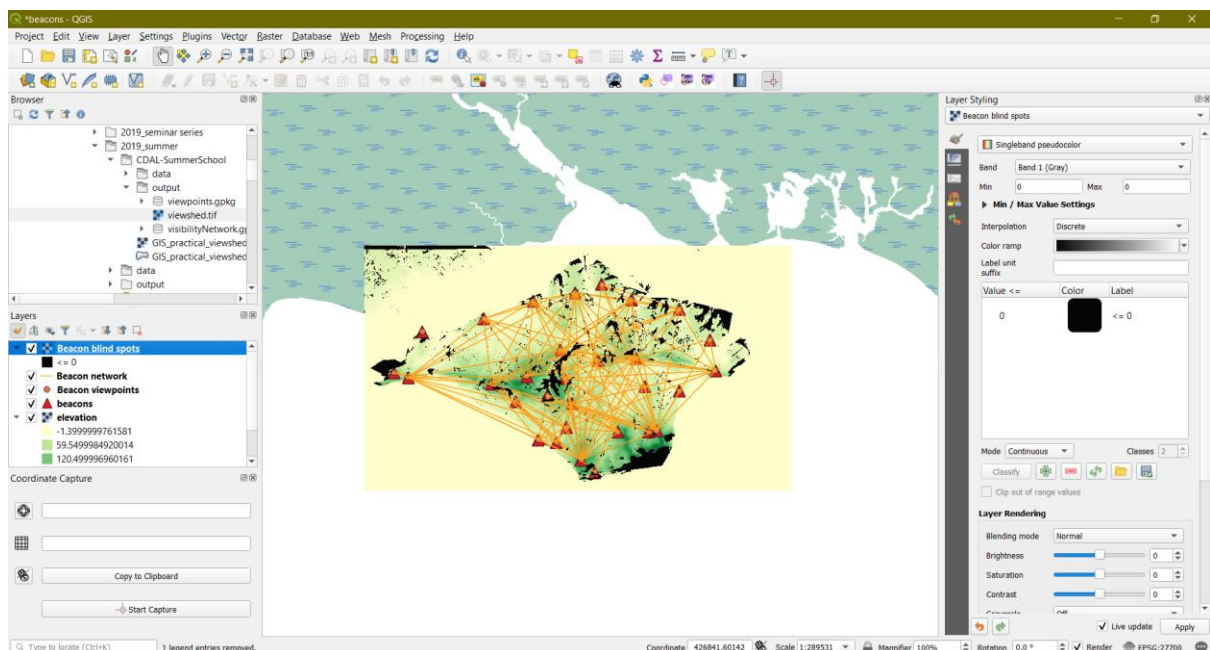 *beacons - QGIS
Project Edit View Layer Settings Plugins Vector Raster Database Web Mesh Processing Help
Browser
2019_seminar series
2019_summer
CDAL-SummerSchool
data
output
viewpoints.gpkg
viewshed.tif
visibilityNetwork.gp
GIS_practical_viewshed
GIS_practical_viewshed
data
output
Layers
Beacon blind spots
<= 0
Beacon network
Beacon viewpoints
beacons
elevation
-1.3999999761581
59.5499984920014
120.499996960161
Coordinate Capture
Copy to Clipboard
Start Capture
Layer Styling
Beacon blind spots
Singleband pseudocolor
Band Band 1 (Gray)
Min 0 Max 0
Min / Max Value Settings
Interpolation Discrete
Color ramp
Label unit
suffix
Value <= Color Label
0 <= 0
Mode Continuous Classes 2
Classify
Clip out of range values
Layer Rendering
Blending mode Normal
Brightness 0
Saturation 0
Contrast 0
Off
Live update Apply
Type to locate (Ctrl+K) 1 legend entries removed. Coordinate 426841,60142 Scale 1:289531 Magnifier 100% Rotation 0.0 ° Render EPSG:27700